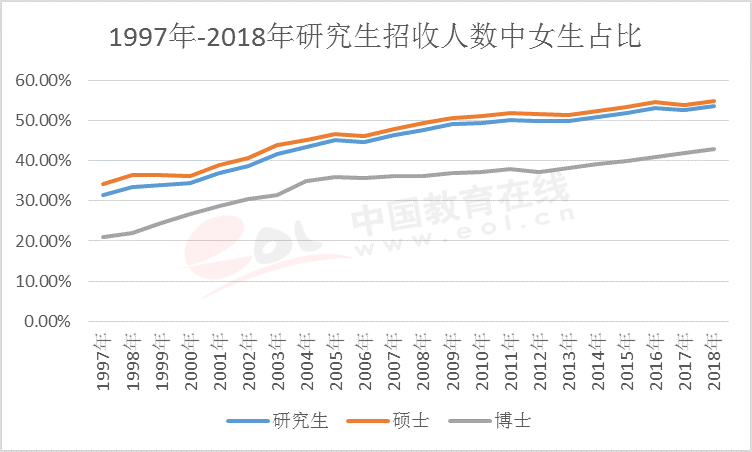 1997年-2018年研究生招收人数中女生占比
60.00%
50.00%
40.00%
30.00%
20.00%
10.00%
0.00%
eol 中国教育在线
www.eol.cn
1997年
1998年
1999年
2000年
2001年
2002年
2003年
2004年
2005年
2006年
2007年
2008年
2009年
2010年
2011年
2012年
2013年
2014年
2015年
2016年
2017年
2018年
研究生 硕士 博士